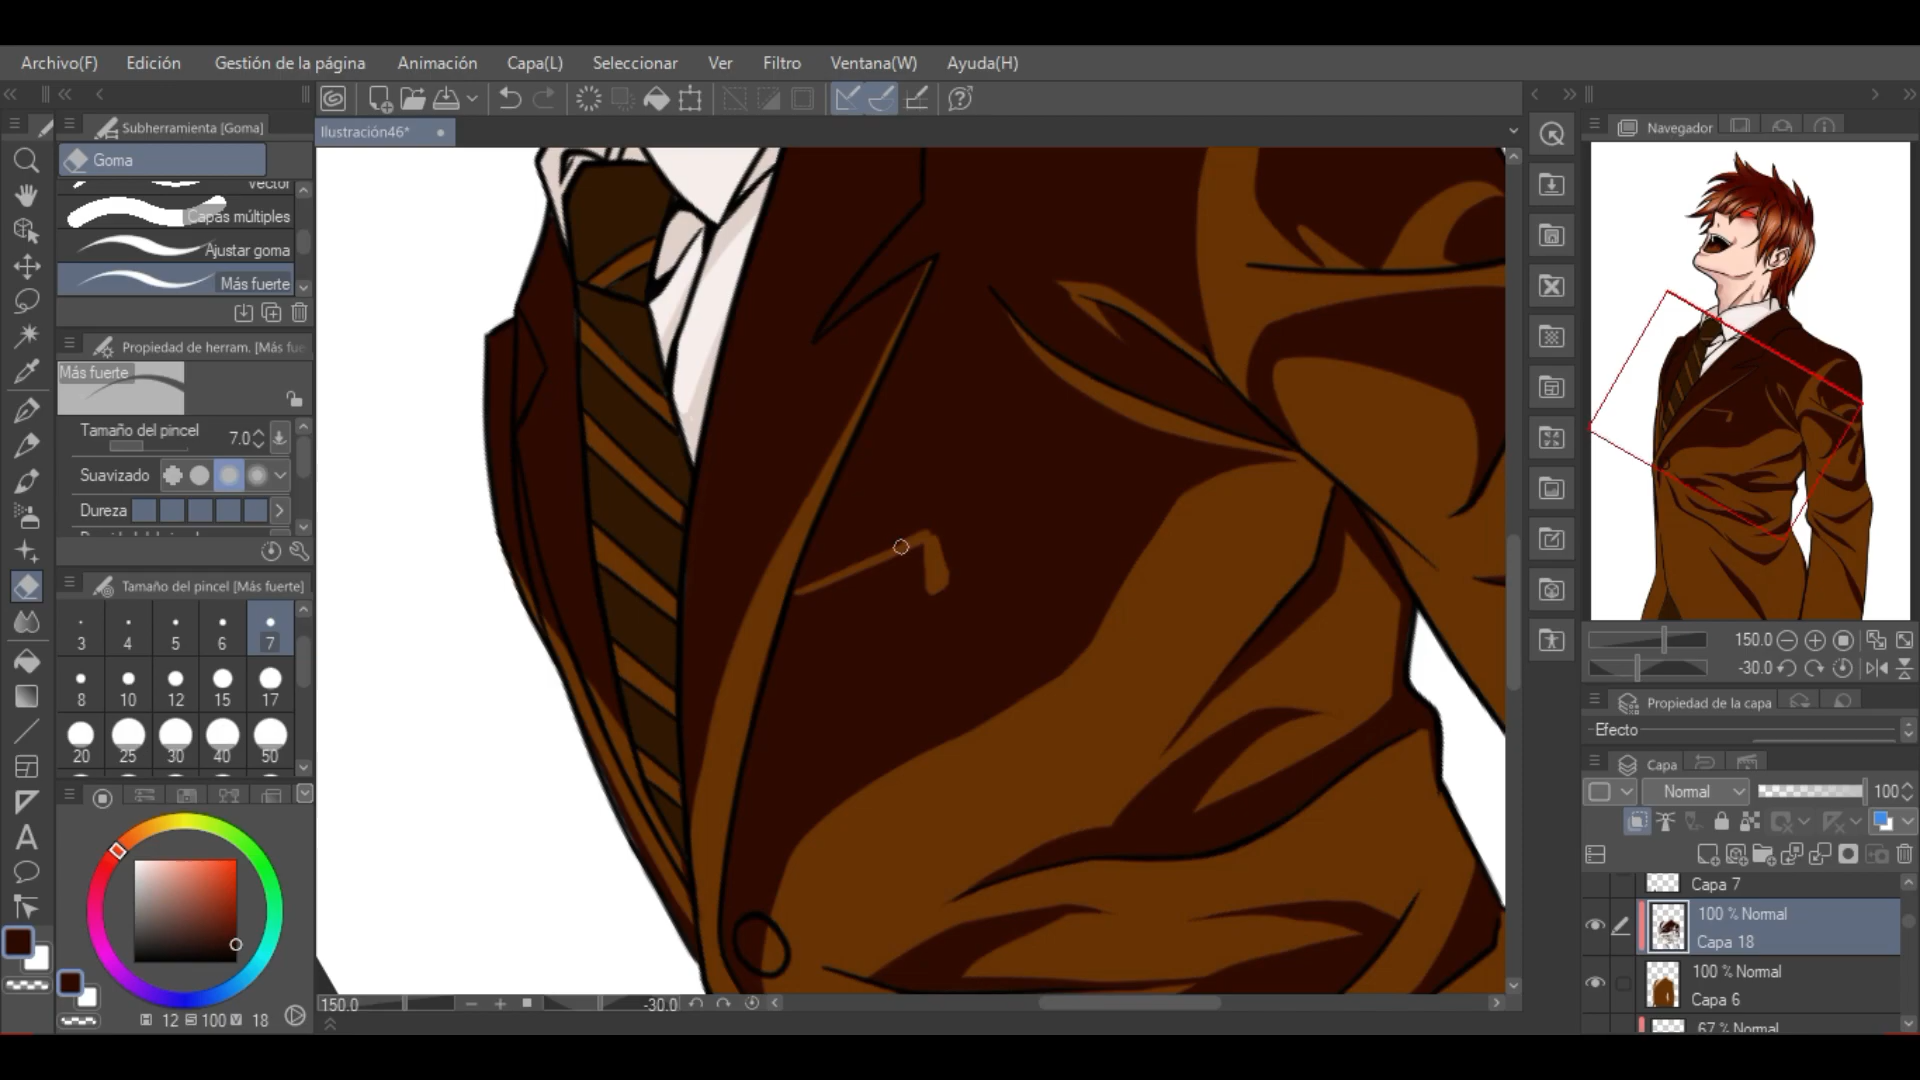 Archivo(F) Edición Gestión de la página Animación Capa(L) Seleccionar Ver Filtro Ventana(W) Ayuda(H)
Ilustración46*
Subherramienta [Goma]
Goma
Vector
Capas múltiples
Ajustar goma
Más fuerte
Propiedad de herram. [Más fue
Más fuerte
Tamaño del pincel 7.0
Suavizado
Dureza
Tamaño del pincel [Más fuerte]
3 4 5 6 7
8 10 12 15 17
20 25 30 40 50
H 12 S 100 V 18
150.0 -30.0
Navegador
150.0
-30.0
Propiedad de la capa
Efecto
Capa
Normal 100
Capa 7
100 % Normal
Capa 18
100 % Normal
Capa 6
67 % Normal